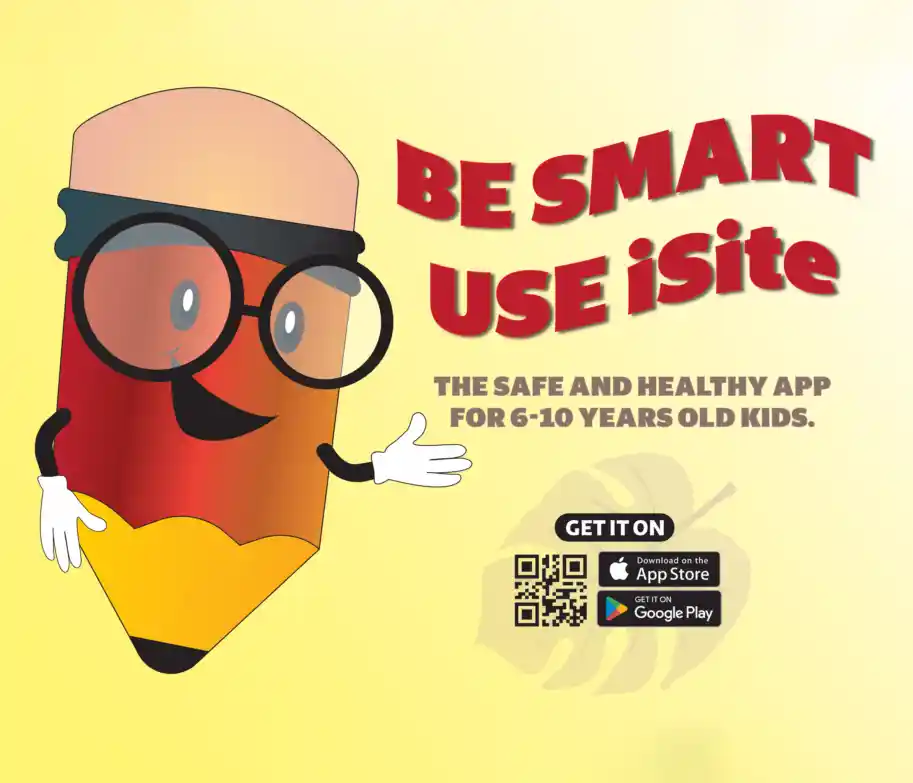 BE SMART
USE iSite
THE SAFE AND HEALTHY APP
FOR 6-10 YEARS OLD KIDS.
GET IT ON
Download on the
App Store
GET IT ON
Google Play